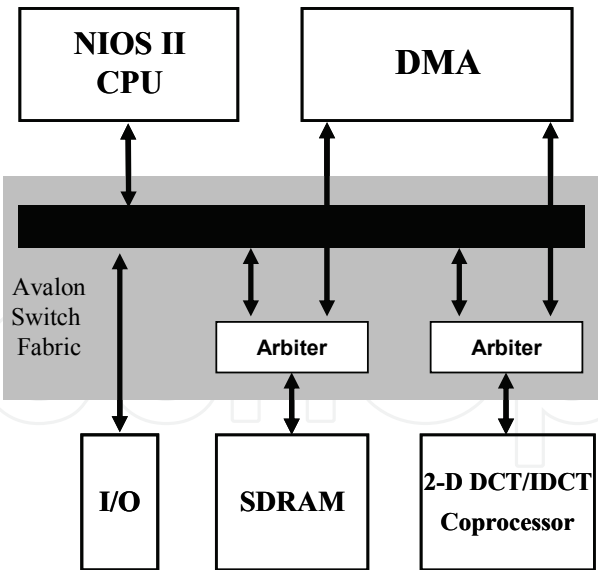 NIOS II
CPU
DMA
Avalon
Switch
Fabric
Arbiter
Arbiter
I/O
SDRAM
2-D DCT/IDCT
Coprocessor